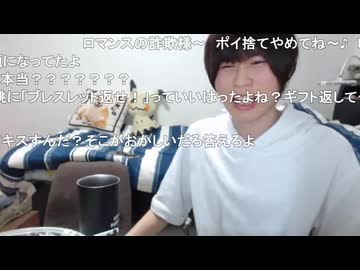 ロマンスの詐欺様～　ポイ捨てやめてね～♪
になってたよ
本当？？？？？？？
に「ブレスレット返せ！」っていいはったよね？ギフト返して
キスすんだ？そこがおかしいだろ答えろよ